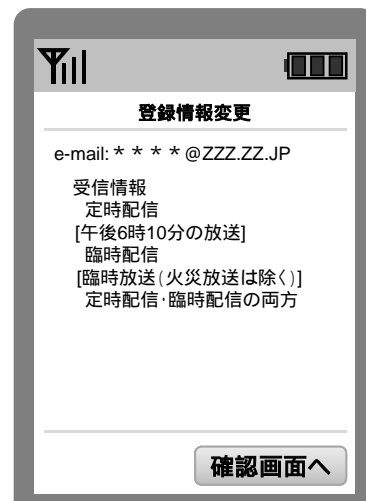 登録情報変更
e-mail:＊＊＊＊@ZZZ.ZZ.JP
受信情報
定時配信
[午後6時10分の放送]
臨時配信
[臨時放送(火災放送は除く)]
定時配信･臨時配信の両方
確認画面へ